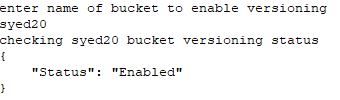 enter name of bucket to enable versioning
syed20
checking syed20 bucket versioning status
{
    "Status": "Enabled"
}